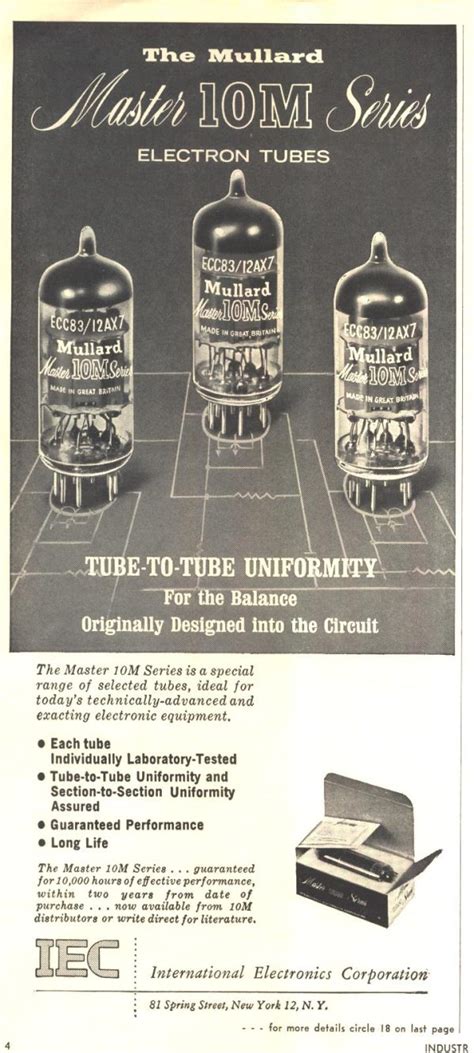 The Mullard
Master 10M Series
ELECTRON TUBES
ECC83/12AX7
Mullard
Master 10M Series
MADE IN GREAT BRITAIN
ECC83/12AX7
Mullard
Master 10M Series
MADE IN GREAT BRITAIN
ECC83/12AX7
Mullard
Master 10M Series
MADE IN GREAT BRITAIN
TUBE-TO-TUBE UNIFORMITY
For the Balance
Originally Designed into the Circuit
The Master 10M Series is a special
range of selected tubes, ideal for
today's technically-advanced and
exacting electronic equipment.
• Each tube
Individually Laboratory-Tested
• Tube-to-Tube Uniformity and
Section-to-Section Uniformity
Assured
• Guaranteed Performance
• Long Life
The Master 10M Series . . . guaranteed
for 10,000 hours of effective performance,
within two years from date of
purchase . . . now available from 10M
distributors or write direct for literature.
Master 10M Series
IEC
International Electronics Corporation
81 Spring Street, New York 12, N. Y.
- - - for more details circle 18 on last page
4
INDUSTR